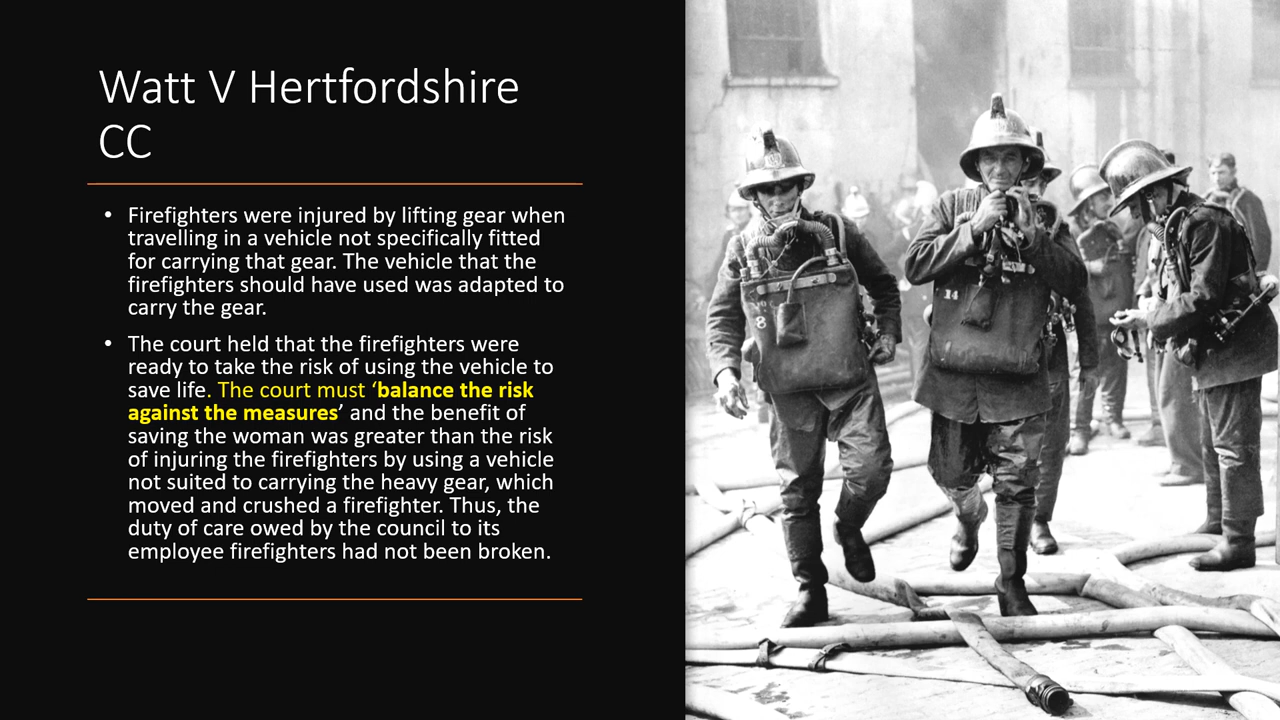 Watt V Hertfordshire
CC
• Firefighters were injured by lifting gear when
travelling in a vehicle not specifically fitted
for carrying that gear. The vehicle that the
firefighters should have used was adapted to
carry the gear.
• The court held that the firefighters were
ready to take the risk of using the vehicle to
save life. The court must ‘balance the risk
against the measures’ and the benefit of
saving the woman was greater than the risk
of injuring the firefighters by using a vehicle
not suited to carrying the heavy gear, which
moved and crushed a firefighter. Thus, the
duty of care owed by the council to its
employee firefighters had not been broken.
8
14